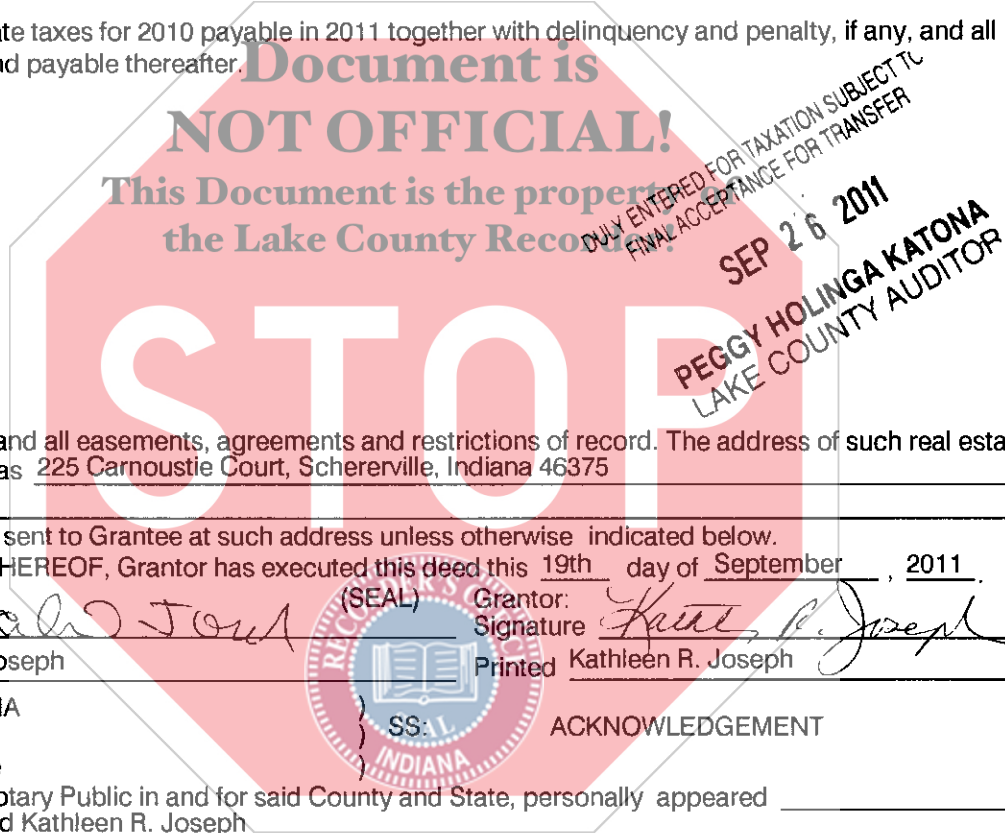 te taxes for 2010 payable in 2011 together with delinquency and penalty, if any, and all
d payable thereafter.
Document is
NOT OFFICIAL!
This Document is the property of
the Lake County Recorder!
DULY ENTERED FOR TAXATION SUBJECT TO
FINAL ACCEPTANCE FOR TRANSFER
SEP 26 2011
PEGGY HOLINGA KATONA
LAKE COUNTY AUDITOR
STOP
and all easements, agreements and restrictions of record. The address of such real esta
as 225 Carnoustie Court, Schererville, Indiana 46375
sent to Grantee at such address unless otherwise indicated below.
HEREOF, Grantor has executed this deed this 19th day of September , 2011 .
(SEAL) Grantor:
Signature Kathleen R. Joseph
oseph Printed Kathleen R. Joseph
RECORDER'S OFFICE
SEAL
INDIANA
IA ) SS: ACKNOWLEDGEMENT
)
)
otary Public in and for said County and State, personally appeared
d Kathleen R. Joseph